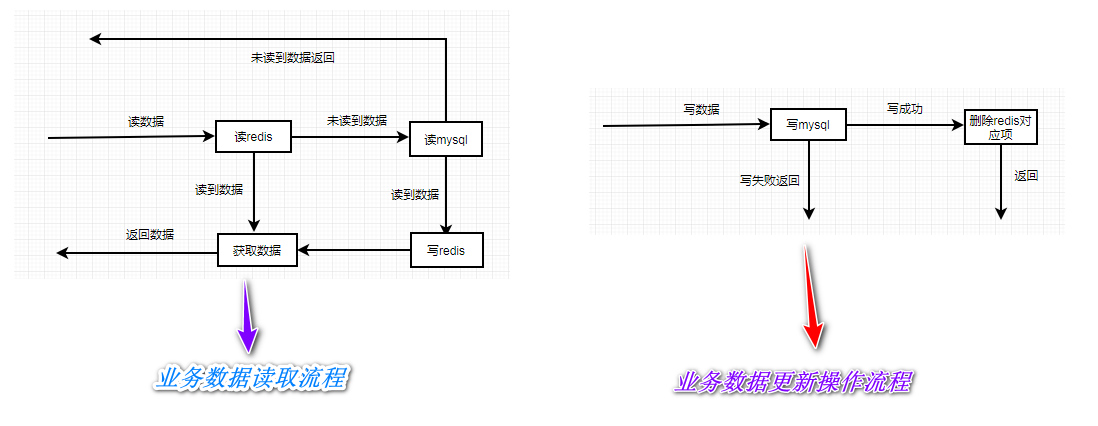 未读到数据返回
读数据
读redis
未读到数据
读mysql
读到数据
读到数据
返回数据
获取数据
写redis
业务数据读取流程
写数据
写mysql
写成功
删除redis对
应项
写失败返回
返回
业务数据更新操作流程